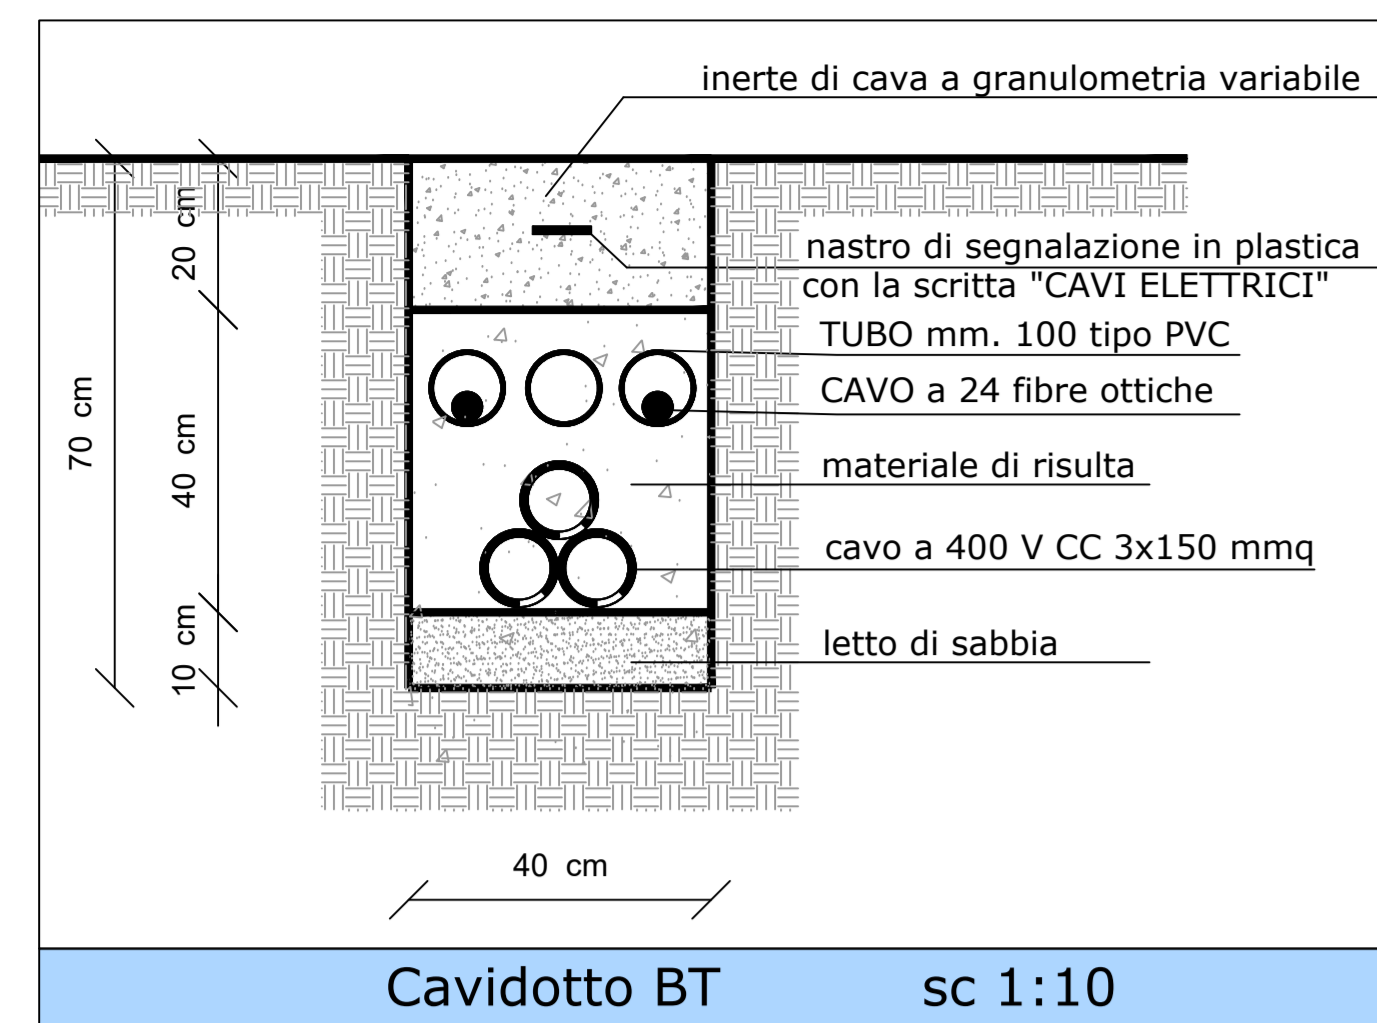 inerte di cava a granulometria variabile
20 cm
nastro di segnalazione in plastica
con la scritta "CAVI ELETTRICI"
TUBO mm. 100 tipo PVC
CAVO a 24 fibre ottiche
70 cm
40 cm
materiale di risulta
cavo a 400 V CC 3x150 mmq
10 cm
letto di sabbia
40 cm
Cavidotto BT sc 1:10